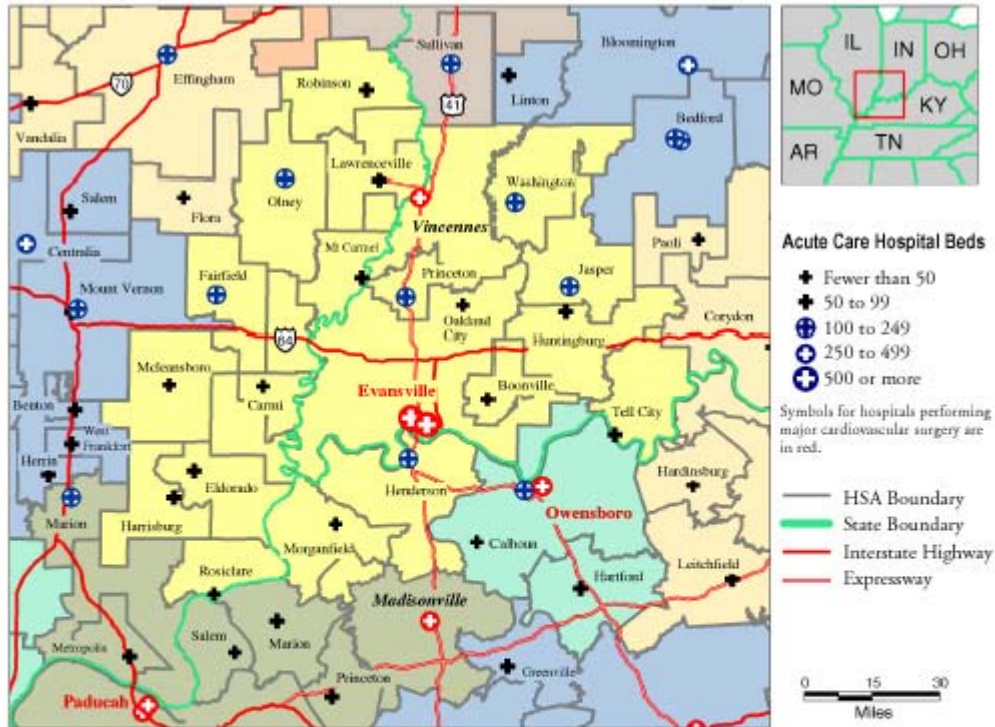 Effingham
70
Vandalia
Robinson
Sullivan
41
Linton
Bloomington
Bedford
Lawrenceville
Salem
Flora
Olney
Washington
Vincennes
Centralia
Mt Carmel
Paoli
Mount Vernon
Fairfield
Princeton
Jasper
Oakland
City
Corydon
64
Huntingburg
Mcleansboro
Carmi
Evansville
Boonville
Tell City
Benton
West
Frankfort
Herrin
Eldorado
Henderson
Hardinsburg
Marion
Harrisburg
Owensboro
Morganfield
Calhoun
Rosiclare
Hartford
Leitchfield
Madisonville
Salem
Marion
Metropolis
Princeton
Greenville
Paducah
IL
IN
OH
MO
KY
AR
TN
Acute Care Hospital Beds
Fewer than 50
50 to 99
100 to 249
250 to 499
500 or more
Symbols for hospitals performing
major cardiovascular surgery are
in red.
HSA Boundary
State Boundary
Interstate Highway
Expressway
0 15 30
Miles